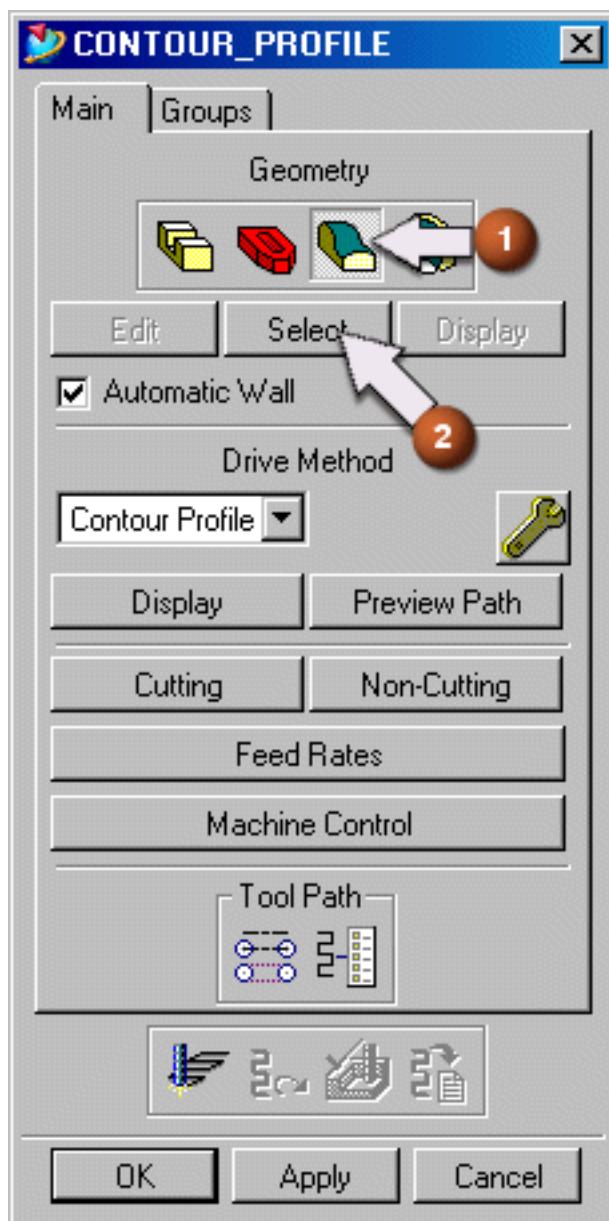 CONTOUR_PROFILE
Main Groups
Geometry
1
Edit Select Display
Automatic Wall
2
Drive Method
Contour Profile
Display Preview Path
Cutting Non-Cutting
Feed Rates
Machine Control
Tool Path
OK Apply Cancel